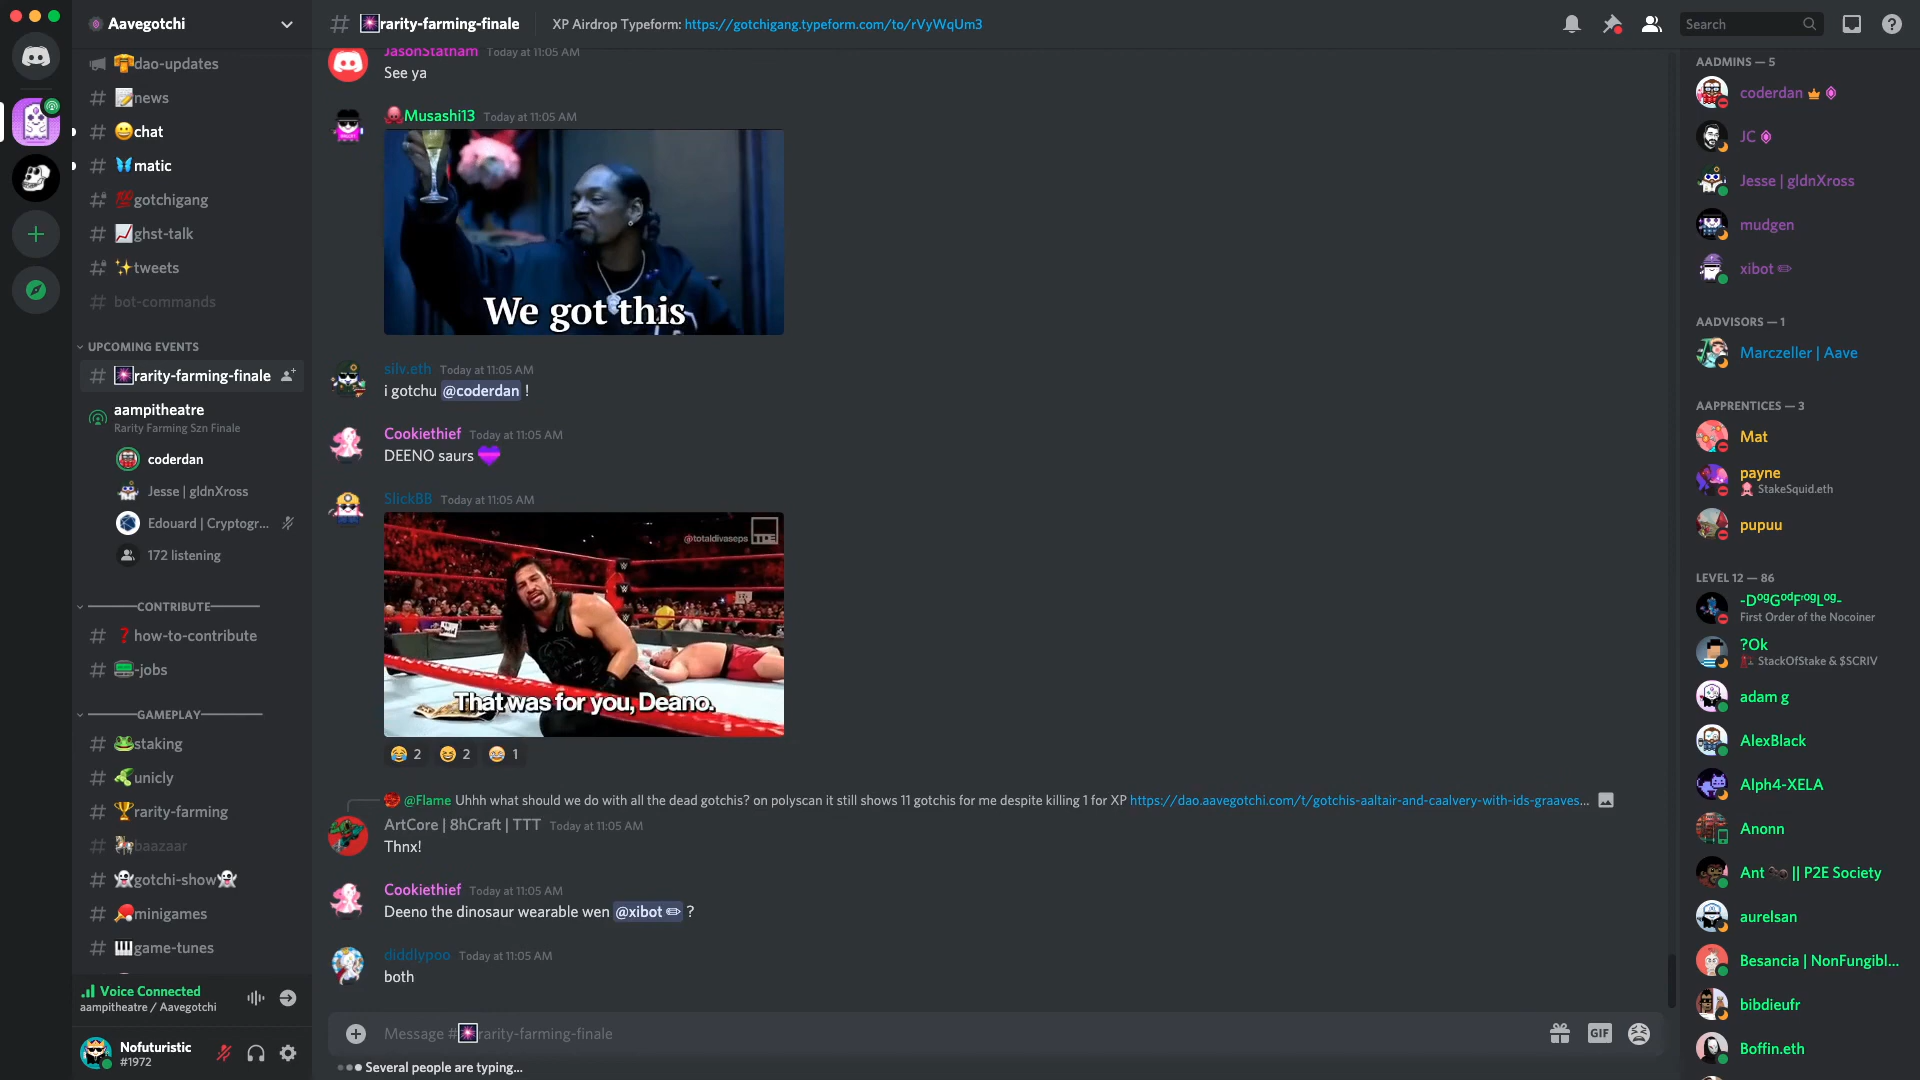 Aavegotchi
dao-updates
news
chat
matic
gotchigang
ghst-talk
tweets
bot-commands
UPCOMING EVENTS
rarity-farming-finale
aampitheatre
Rarity Farming Szn Finale
coderdan
Jesse | gldnXross
Edouard | Cryptogr...
172 listening
CONTRIBUTE
how-to-contribute
-jobs
GAMEPLAY
staking
unicly
rarity-farming
baazaar
gotchi-show
minigames
game-tunes
Voice Connected
aampitheatre / Aavegotchi
Nofuturistic
#1972
rarity-farming-finale
XP Airdrop Typeform: https://gotchigang.typeform.com/to/rVyWqUm3
Search
JasonStatham Today at 11:05 AM
See ya
Musashi13 Today at 11:05 AM
We got this
silv.eth Today at 11:05 AM
i gotchu @coderdan !
Cookiethief Today at 11:05 AM
DEENO saurs
SlickBB Today at 11:05 AM
@totaldivaseps
That was for you, Deano.
2 2 1
@Flame Uhhh what should we do with all the dead gotchis? on polyscan it still shows 11 gotchis for me despite killing 1 for XP https://dao.aavegotchi.com/t/gotchis-aaltair-and-caalvery-with-ids-graaves...
ArtCore | 8hCraft | TTT Today at 11:05 AM
Thnx!
Cookiethief Today at 11:05 AM
Deeno the dinosaur wearable wen @xibot ?
diddlypoo Today at 11:05 AM
both
Message # rarity-farming-finale
GIF
Several people are typing...
AADMINS — 5
coderdan
JC
Jesse | gldnXross
mudgen
xibot
AADVISORS — 1
Marczeller | Aave
AAPPRENTICES — 3
Mat
payne
StakeSquid.eth
pupuu
LEVEL 12 — 86
-DᵒᵍGᵒᵈFʳᵒᵍLᵒᵍ-
First Order of the Nocoiner
?Ok
StackOfStake & $SCRIV
adam g
AlexBlack
Alph4-XELA
Anonn
Ant || P2E Society
aurelsan
Besancia | NonFungibl...
bibdieufr
Boffin.eth